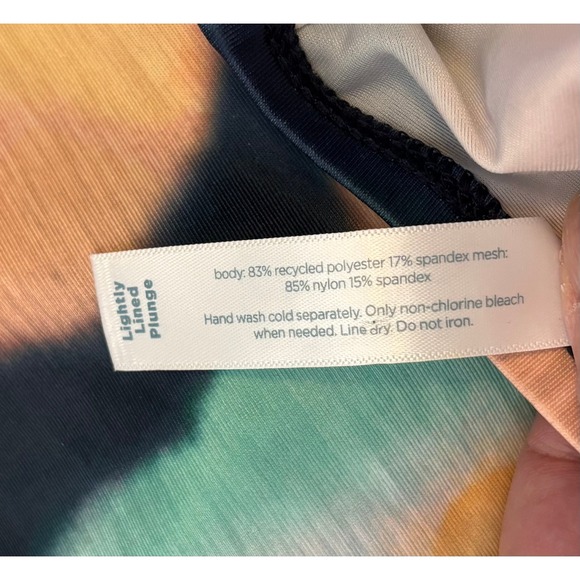 Lightly
Lined
Plunge
body: 83% recycled polyester 17% spandex mesh:
85% nylon 15% spandex
Hand wash cold separately. Only non-chlorine bleach
when needed. Line dry. Do not iron.